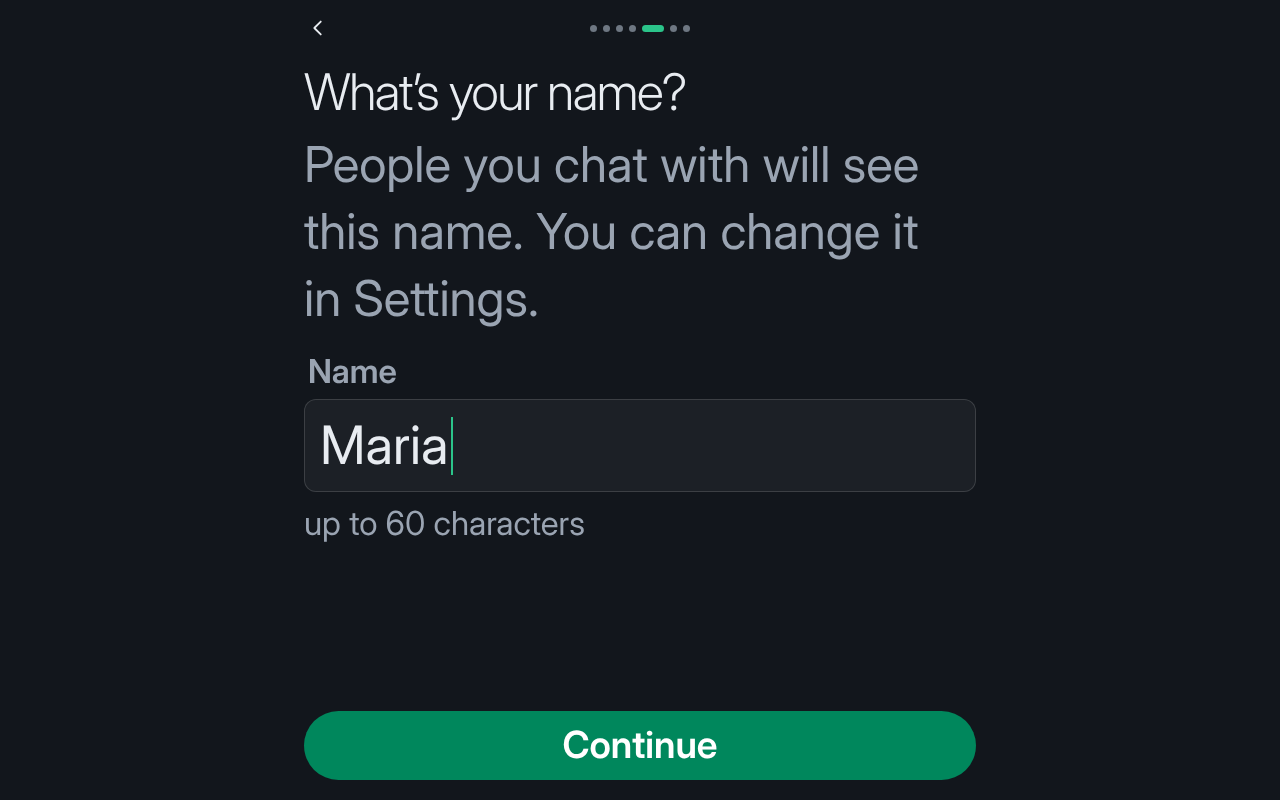 What’s your name?
People you chat with will see
this name. You can change it
in Settings.
Name
Maria
up to 60 characters
Continue